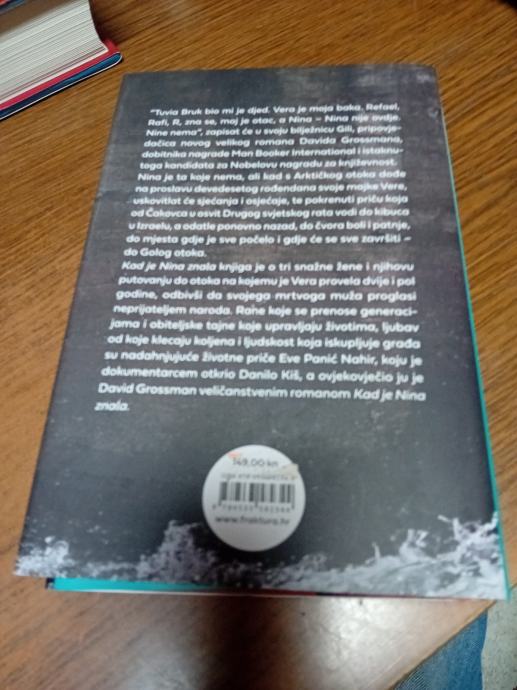 "Tuvia Bruk bio mi je djed. Vera je moja baka. Refael,
Rafi, R, zna se, moj je otac, a Nina – Nina nije ovdje.
Nine nema", zapisat će u svoju bilježnicu Gili, pripovje-
dačica novog velikog romana Davida Grossmana,
dobitnika nagrade Man Booker International i istaknu-
toga kandidata za Nobelovu nagradu za književnost.
Nina je ta koje nema, ali kad s Arktičkog otoka dođe
na proslavu devedesetog rođendana svoje majke Vere,
uskovitlat će sjećanja i osjećaje, te pokrenuti priču koja
od Čakovca u osvit Drugog svjetskog rata vodi do kibuca
u Izraelu, a odatle ponovno nazad, do čvora boli i patnje,
do mjesta gdje je sve počelo i gdje će se sve završiti –
do Golog otoka.
Kad je Nina znala knjiga je o tri snažne žene i njihovu
putovanju do otoka na kojemu je Vera provela dvije i pol
godine, odbivši da svojega mrtvoga muža proglasi
neprijateljem naroda. Rane koje se prenose generaci-
jama i obiteljske tajne koje upravljaju životima, ljubav
od koje klecaju koljena i ljudskost koja iskupljuje građa
su nadahnjujuće životne priče Eve Panić Nahir, koju je
dokumentarcem otkrio Danilo Kiš, a ovjekovječio ju je
David Grossman veličanstvenim romanom Kad je Nina
znala.
149,00 kn
www.fraktura.hr